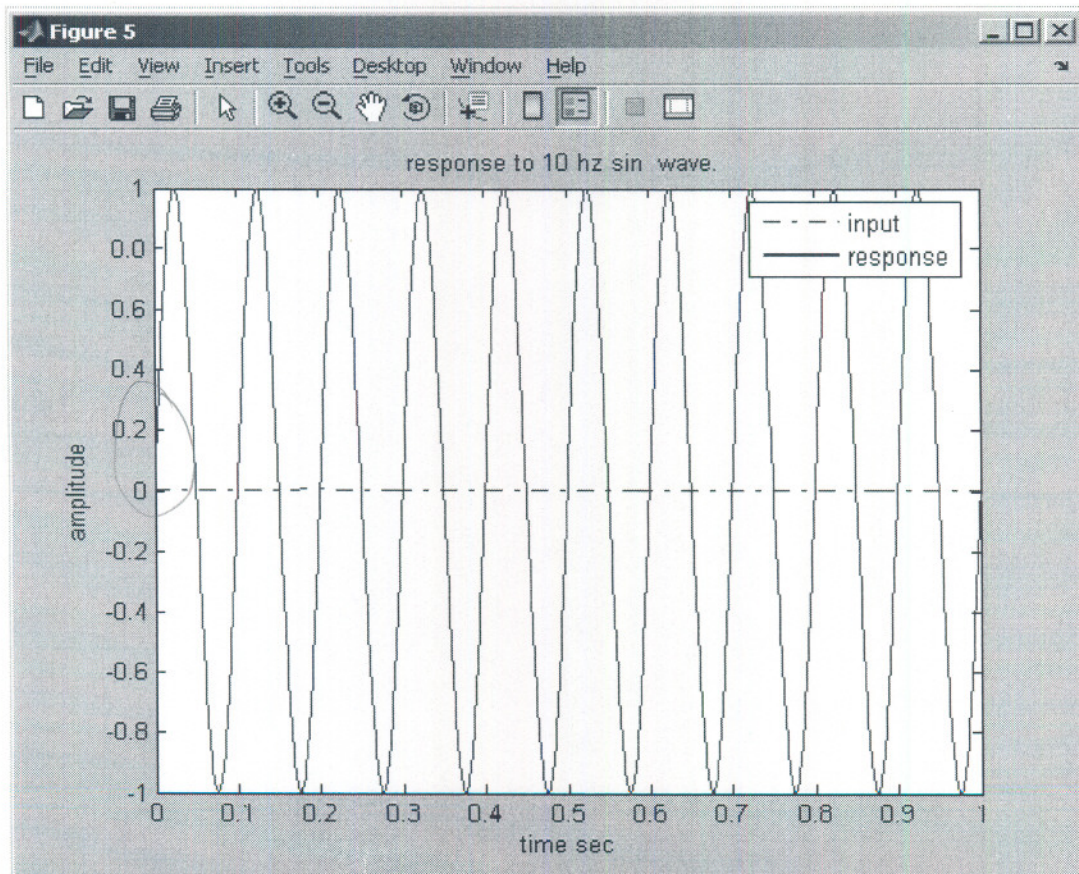 Figure 5
File Edit View Insert Tools Desktop Window Help
response to 10 hz sin wave.
input
response
1
0.0
0.6
0.4
0.2
0
-0.2
-0.4
-0.6
-0.8
-1
amplitude
0 0.1 0.2 0.3 0.4 0.5 0.6 0.7 0.8 0.9 1
time sec